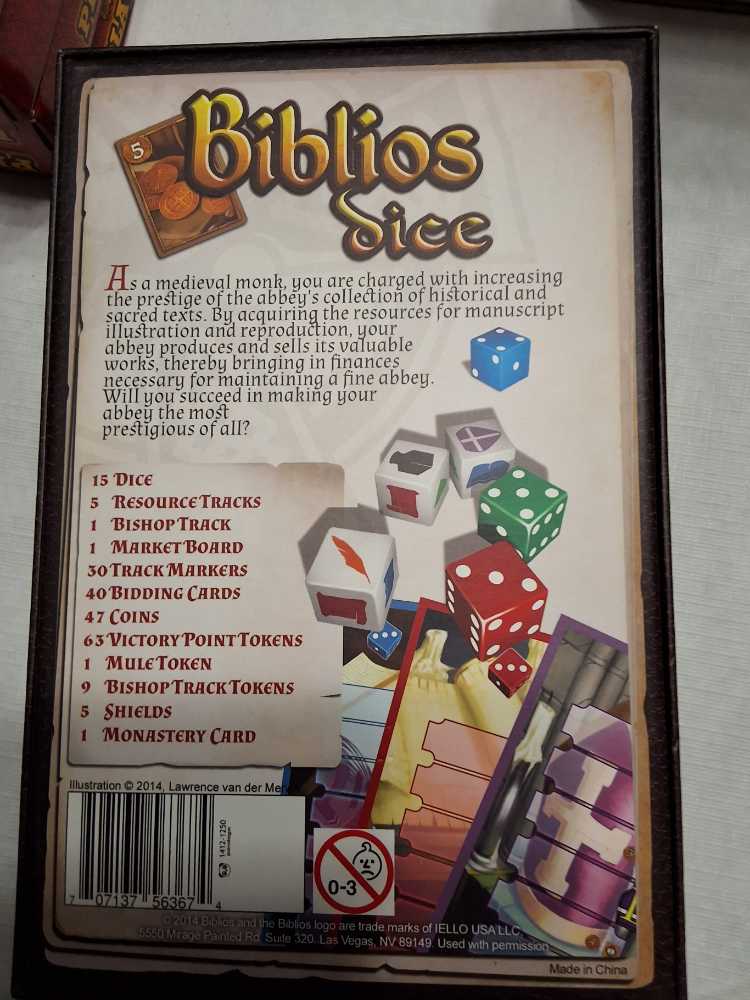 5
Biblios
dice
As a medieval monk, you are charged with increasing
the prestige of the abbey's collection of historical and
sacred texts. By acquiring the resources for manuscript
illustration and reproduction, your
abbey produces and sells its valuable
works, thereby bringing in finances
necessary for maintaining a fine abbey.
Will you succeed in making your
abbey the most
prestigious of all?
15 Dice
5 Resource Tracks
1 Bishop Track
1 Market Board
30 Track Markers
40 Bidding Cards
47 Coins
63 Victory Point Tokens
1 Mule Token
9 Bishop Track Tokens
5 Shields
1 Monastery Card
Illustration © 2014, Lawrence van der Mer
1412-1250
7 07137 56367 4
0-3
© 2014 Biblios and the Biblios logo are trade marks of IELLO USA LLC,
5550 Mirage Painted Rd. Suite 320. Las Vegas, NV 89149. Used with permission
Made in China